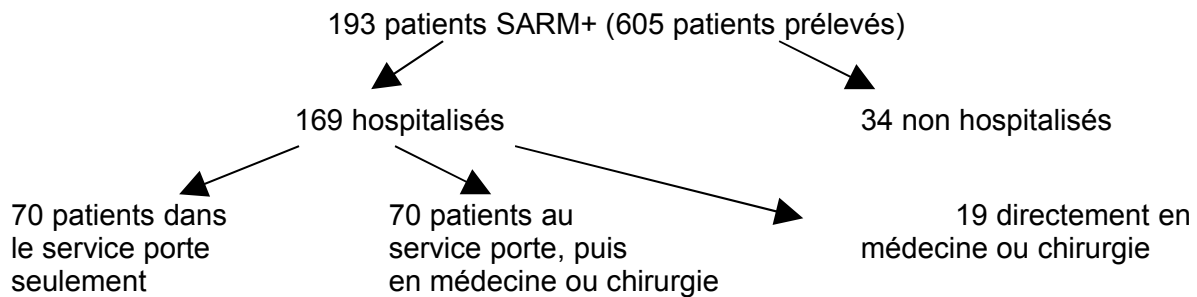 193 patients SARM+ (605 patients prélevés)
169 hospitalisés
34 non hospitalisés
70 patients dans
le service porte
seulement
70 patients au
service porte, puis
en médecine ou chirurgie
19 directement en
médecine ou chirurgie